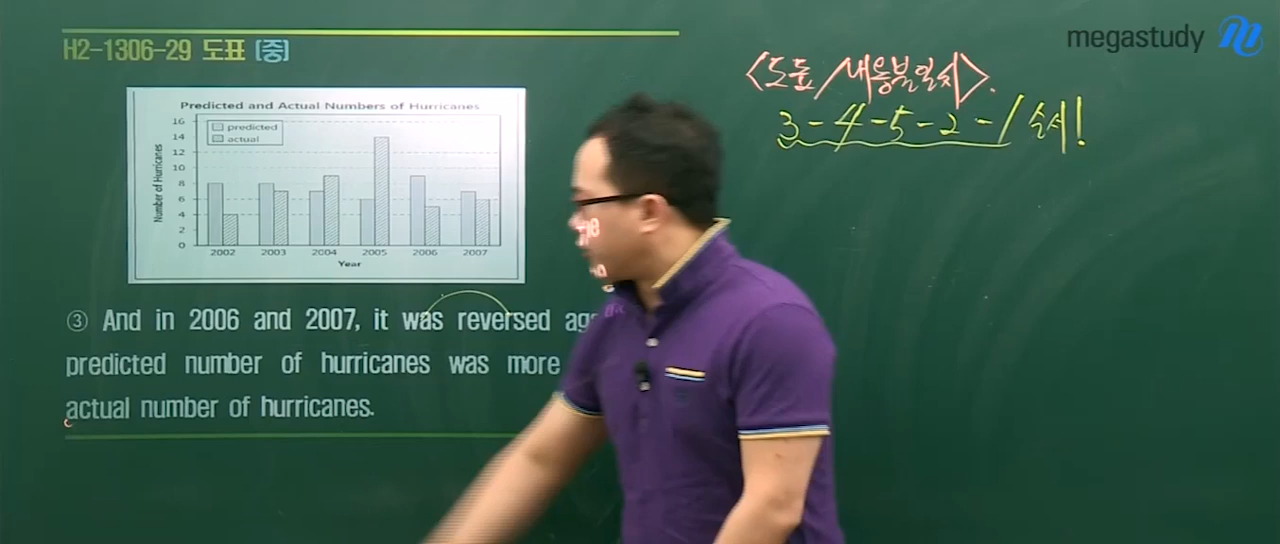 H2-1306-29 도표 [중]
megastudy
<도표/내용불일치>.
3-4-5-2-1 순서!
Predicted and Actual Numbers of Hurricanes
predicted
actual
Number of Hurricanes
16
14
12
10
8
6
4
2
0
2002 2003 2004 2005 2006 2007
Year
③ And in 2006 and 2007, it was reversed
predicted number of hurricanes was more
actual number of hurricanes.